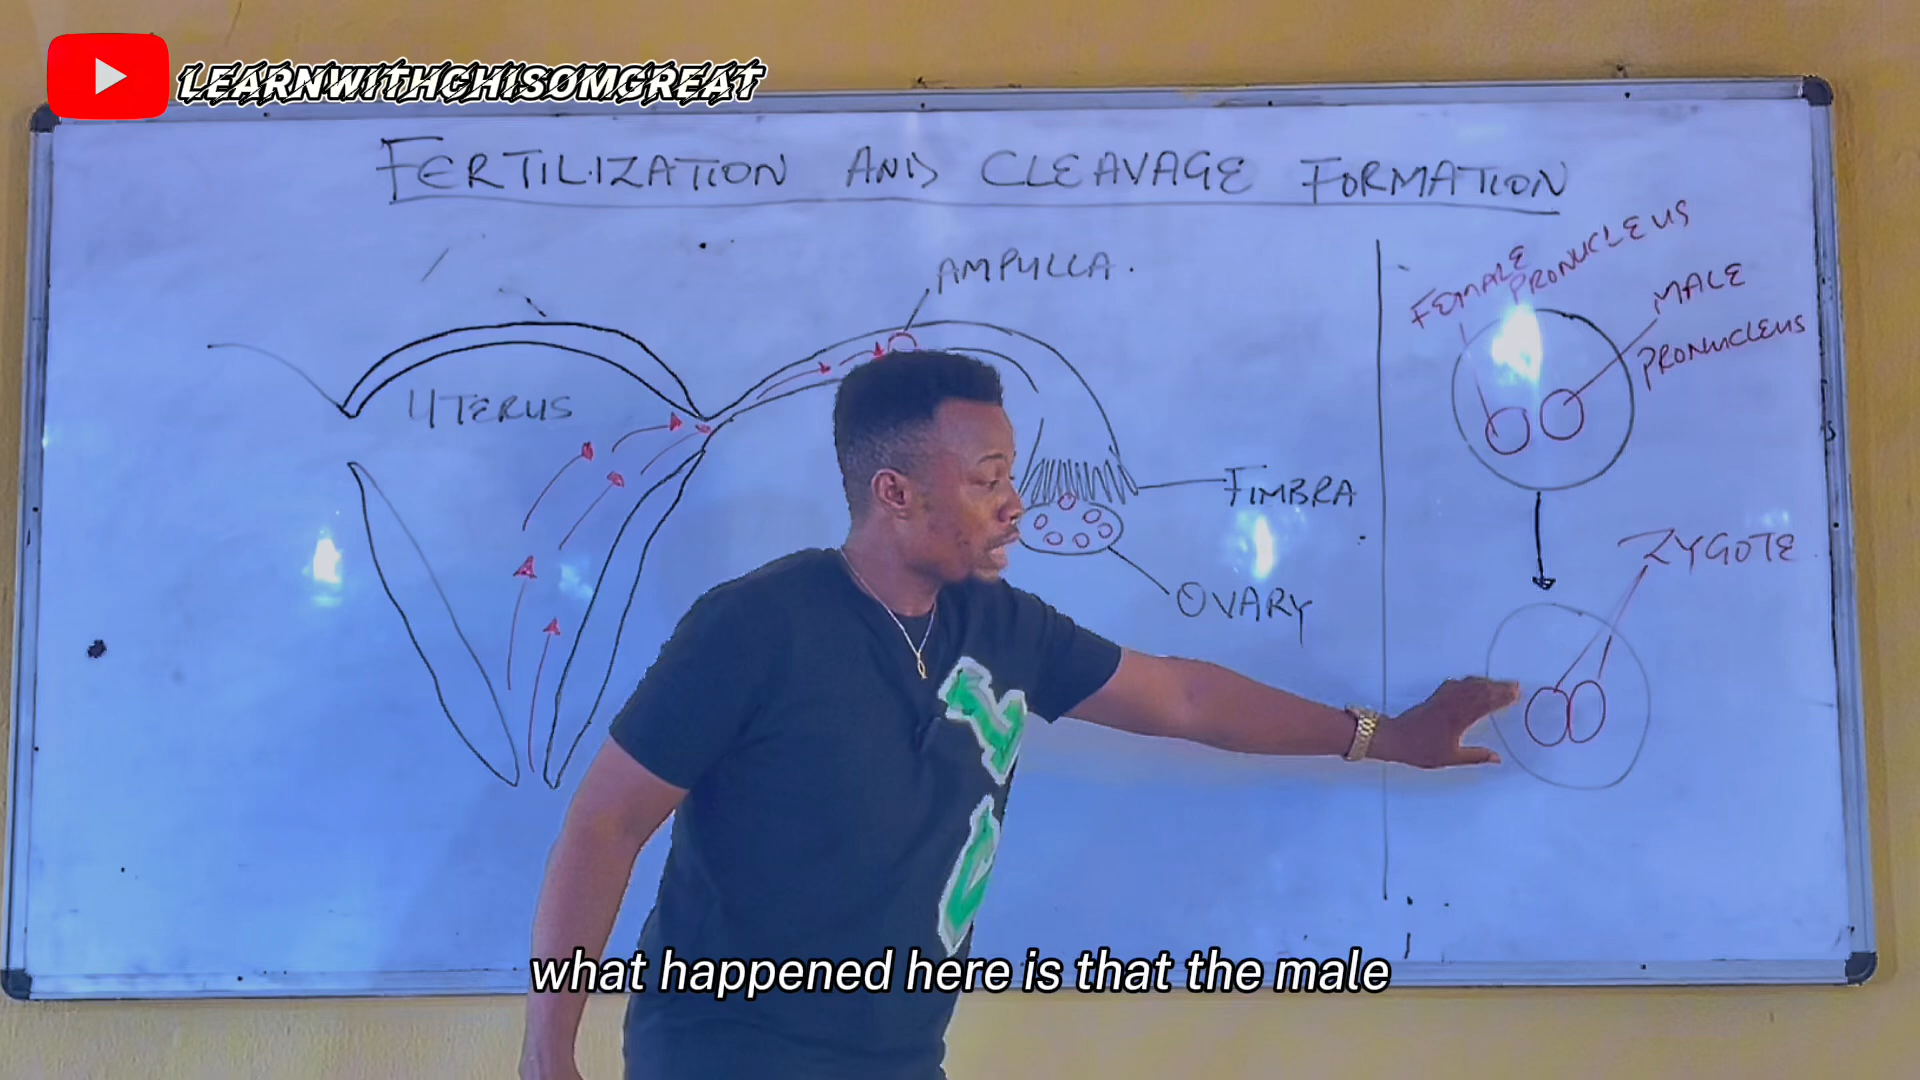 LEARNWITHCHISOMGREAT
FERTILIZATION AND CLEAVAGE FORMATION
AMPULLA.
UTERUS
FIMBRA
OVARY
FEMALE
PRONUCLEUS
MALE
PRONUCLEUS
ZYGOTE
what happened here is that the male